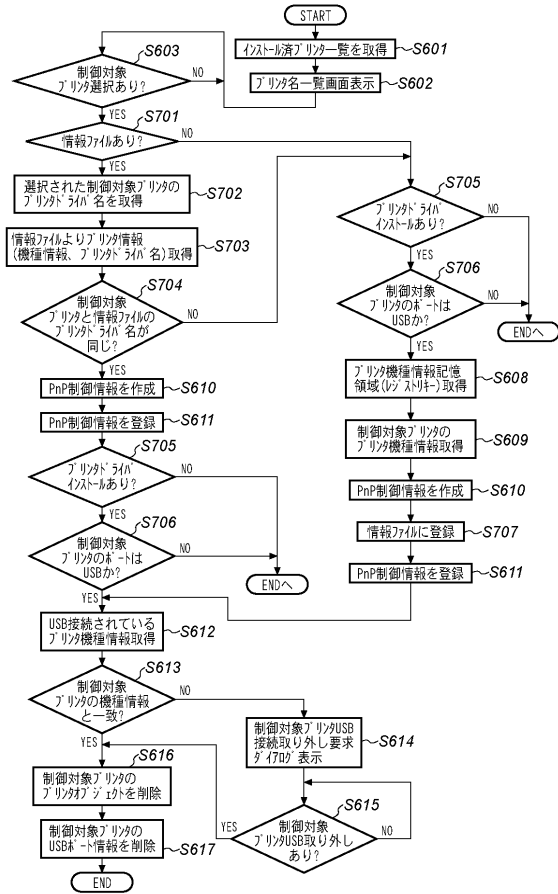 START
インストール済プリンター覧を取得
S601
プリンタ名一覧画面表示
S602
制御対象
プリンタ選択あり?
S603
NO
YES
情報ファイルあり?
S701
NO
YES
選択された制御対象プリンタの
プリンタドライバ名を取得
S702
情報ファイルよりプリンタ情報
(機種情報、プリンタドライバ名)取得
S703
制御対象
プリンタと情報ファイルの
プリンタドライバ名が
同じ?
S704
NO
YES
PnP制御情報を作成
S610
PnP制御情報を登録
S611
プリンタドライバ
インストールあり?
S705
NO
YES
制御対象
プリンタのポートは
USBか?
S706
NO
YES
ENDへ
プリンタドライバ
インストールあり?
S705
NO
YES
制御対象
プリンタのポートは
USBか?
S706
NO
YES
ENDへ
プリンタ機種情報記憶
領域(レジストリキー)取得
S608
制御対象プリンタの
プリンタ機種情報取得
S609
PnP制御情報を作成
S610
情報ファイルに登録
S707
PnP制御情報を登録
S611
USB接続されている
プリンタ機種情報取得
S612
制御対象
プリンタの機種情報
と一致?
S613
NO
YES
制御対象プリンタUSB
接続取り外し要求
ダイアログ表示
S614
制御対象
プリンタUSB取り外し
あり?
S615
YES
NO
制御対象プリンタの
プリンタオブジェクトを削除
S616
制御対象プリンタの
USBポート情報を削除
S617
END